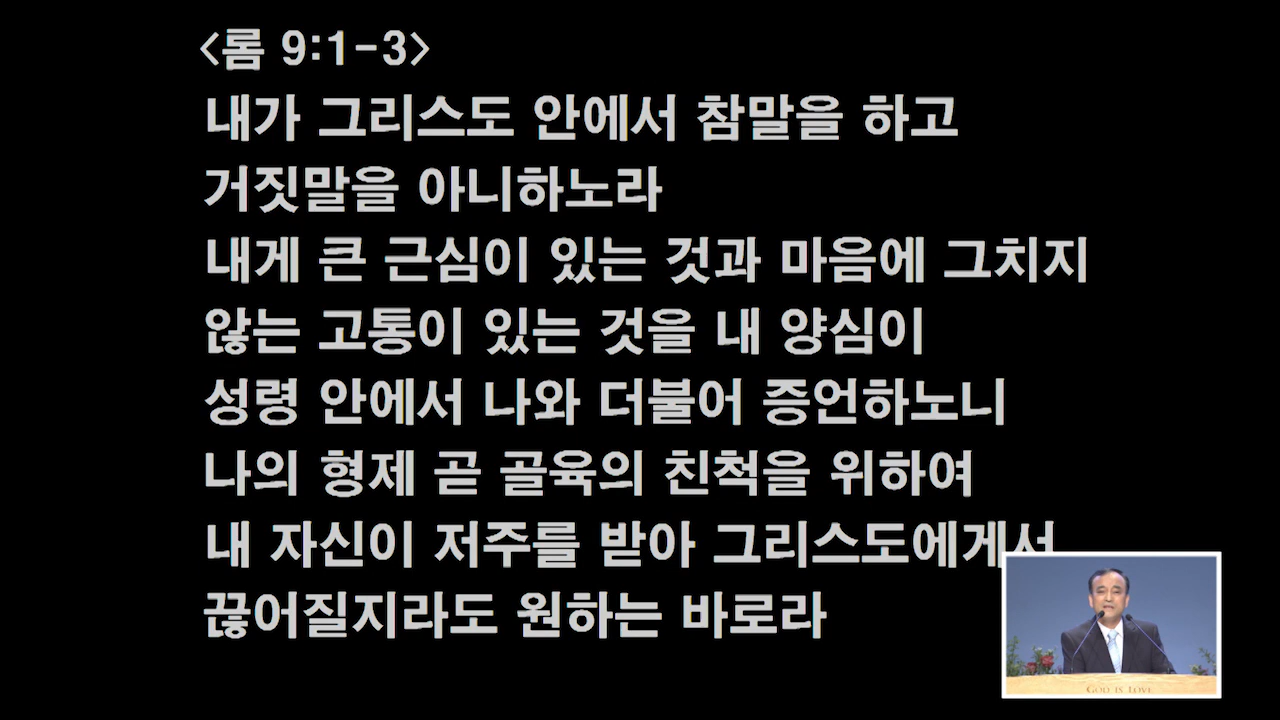 <롬 9:1-3>
내가 그리스도 안에서 참말을 하고
거짓말을 아니하노라
내게 큰 근심이 있는 것과 마음에 그치지
않는 고통이 있는 것을 내 양심이
성령 안에서 나와 더불어 증언하노니
나의 형제 곧 골육의 친척을 위하여
내 자신이 저주를 받아 그리스도에게서
끊어질지라도 원하는 바로라
GOD IS LOVE